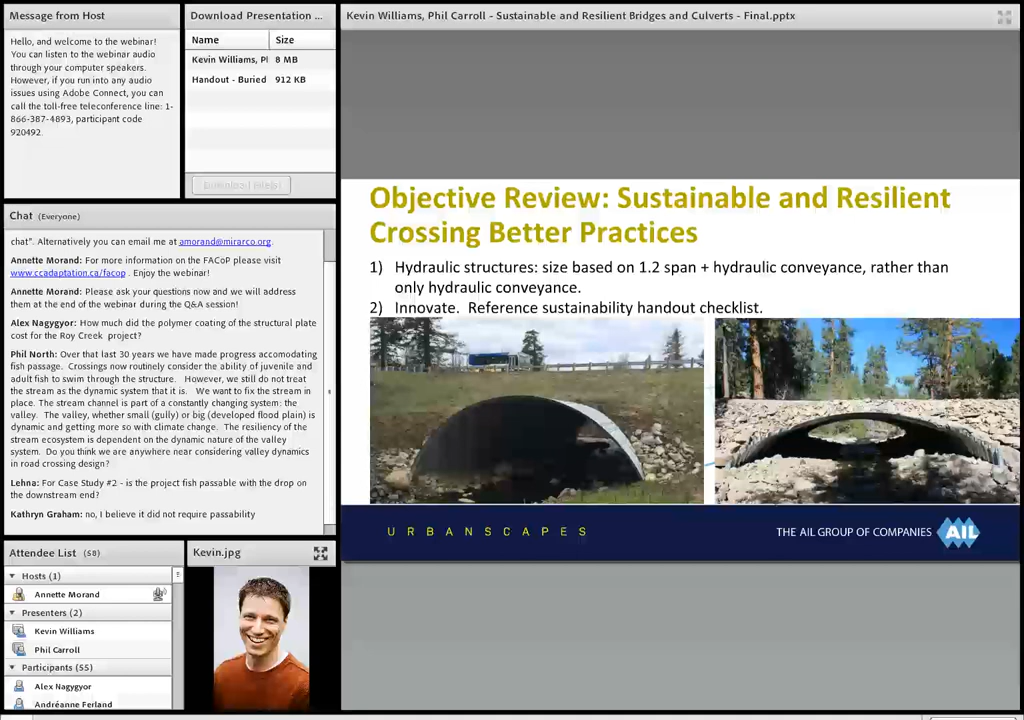 Message from Host
Hello, and welcome to the webinar!
You can listen to the webinar audio
through your computer speakers.
However, if you run into any audio
issues using Adobe Connect, you can
call the toll-free teleconference line: 1-
866-387-4893, participant code
920492.
Download Presentation ...
Name Size
Kevin Williams, Pl 8 MB
Handout - Buried 912 KB
Download File(s)
Chat (Everyone)
chat". Alternatively you can email me at amorand@mirarco.org.
Annette Morand: For more information on the FACoP please visit
www.ccadaptation.ca/facop . Enjoy the webinar!
Annette Morand: Please ask your questions now and we will address
them at the end of the webinar during the Q&A session!
Alex Nagygyor: How much did the polymer coating of the structural plate
cost for the Roy Creek project?
Phil North: Over that last 30 years we have made progress accomodating
fish passage. Crossings now routinely consider the ability of juvenile and
adult fish to swim through the structure. However, we still do not treat
the stream as the dynamic system that it is. We want to fix the stream in
place. The stream channel is part of a constantly changing system: the
valley. The valley, whether small (gully) or big (developed flood plain) is
dynamic and getting more so with climate change. The resiliency of the
stream ecosystem is dependent on the dynamic nature of the valley
system. Do you think we are anywhere near considering valley dynamics
in road crossing design?
Lehna: For Case Study #2 - is the project fish passable with the drop on
the downstream end?
Kathryn Graham: no, I believe it did not require passability
Attendee List (58)
Hosts (1)
Annette Morand
Presenters (2)
Kevin Williams
Phil Carroll
Participants (55)
Alex Nagygyor
Andréanne Ferland
Kevin.jpg
Kevin Williams, Phil Carroll - Sustainable and Resilient Bridges and Culverts - Final.pptx
Objective Review: Sustainable and Resilient
Crossing Better Practices
1) Hydraulic structures: size based on 1.2 span + hydraulic conveyance, rather than
only hydraulic conveyance.
2) Innovate. Reference sustainability handout checklist.
URBANSCAPES
THE AIL GROUP OF COMPANIES AIL